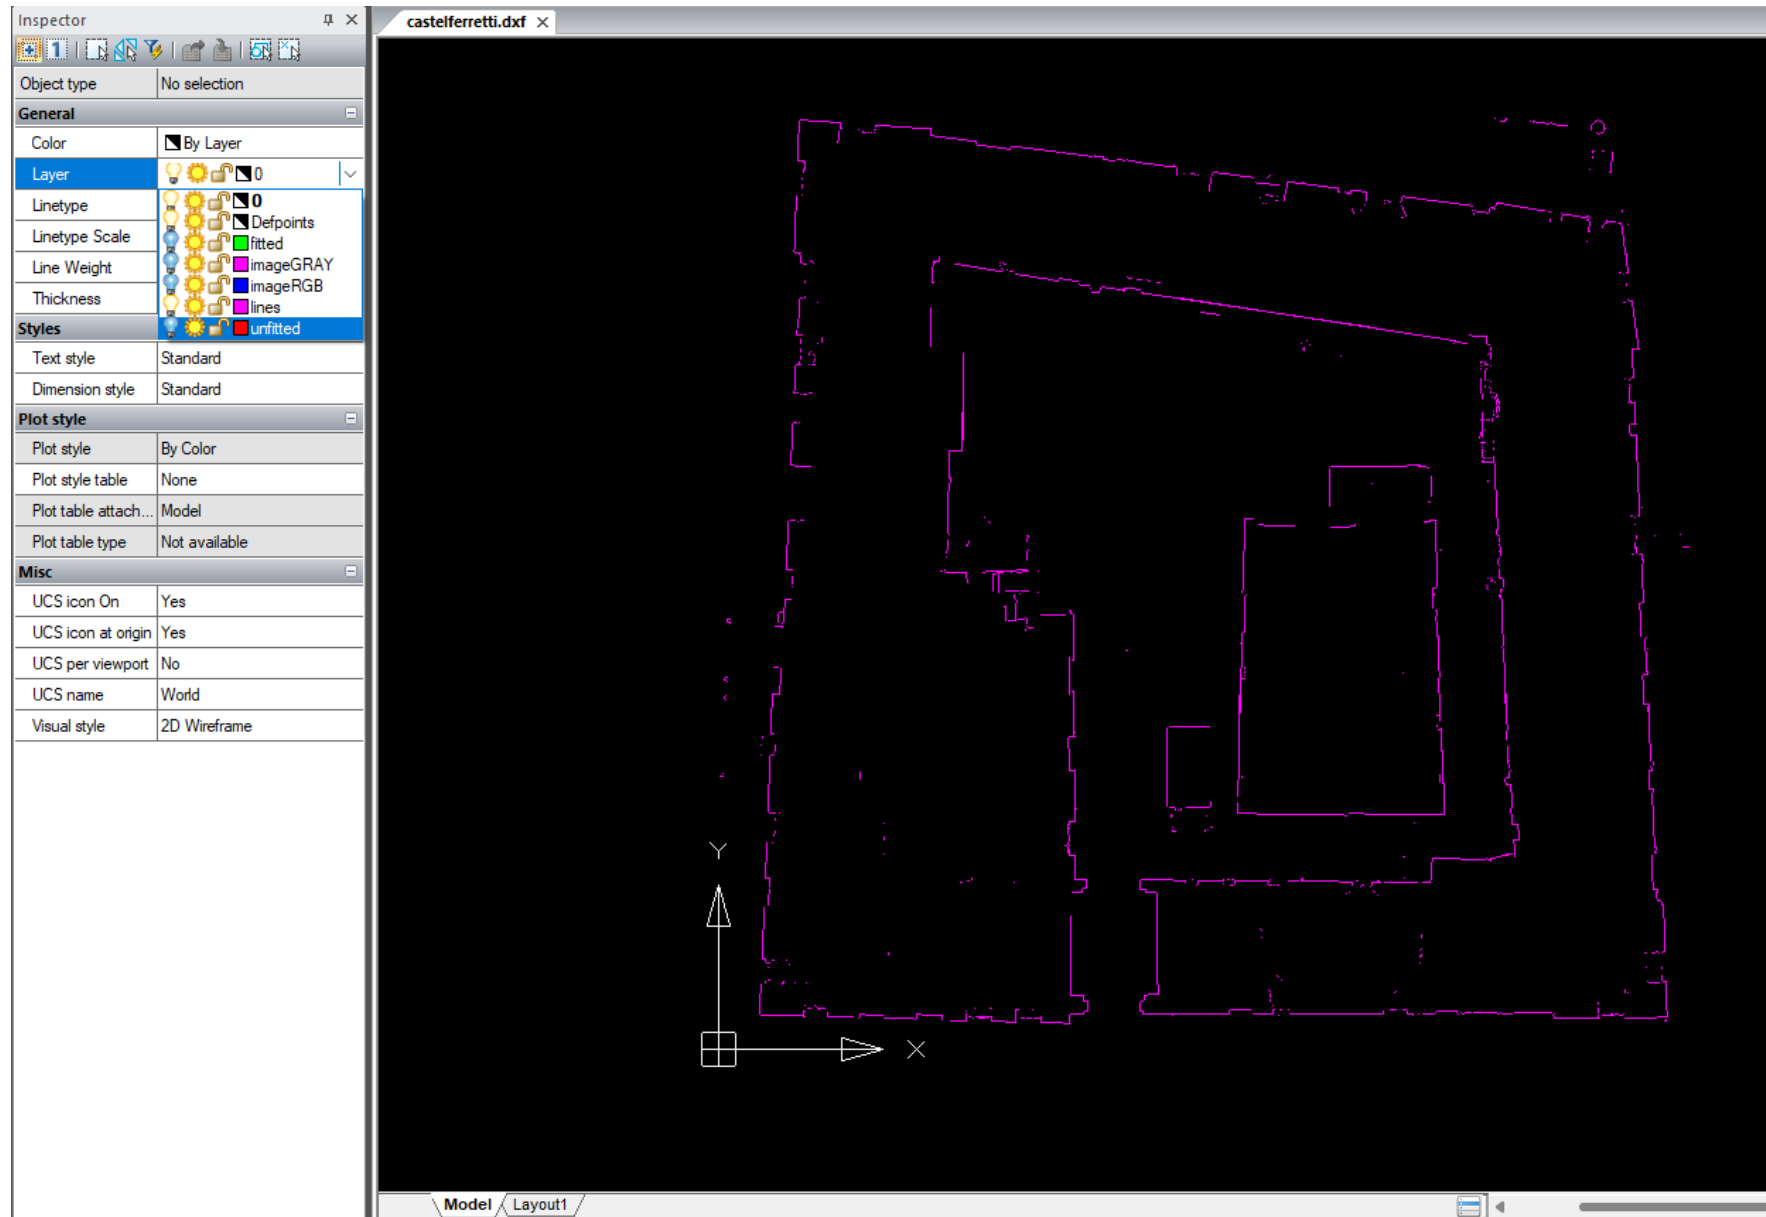 Inspector
castelferretti.dxf
1
Object type No selection
General
Color By Layer
Layer 0
Linetype 0
Defpoints
Linetype Scale fitted
Line Weight imageGRAY
imageRGB
Thickness lines
Styles unfitted
Text style Standard
Dimension style Standard
Plot style
Plot style By Color
Plot style table None
Plot table attach... Model
Plot table type Not available
Misc
UCS icon On Yes
UCS icon at origin Yes
UCS per viewport No
UCS name World
Visual style 2D Wireframe
Y
X
Model Layout1